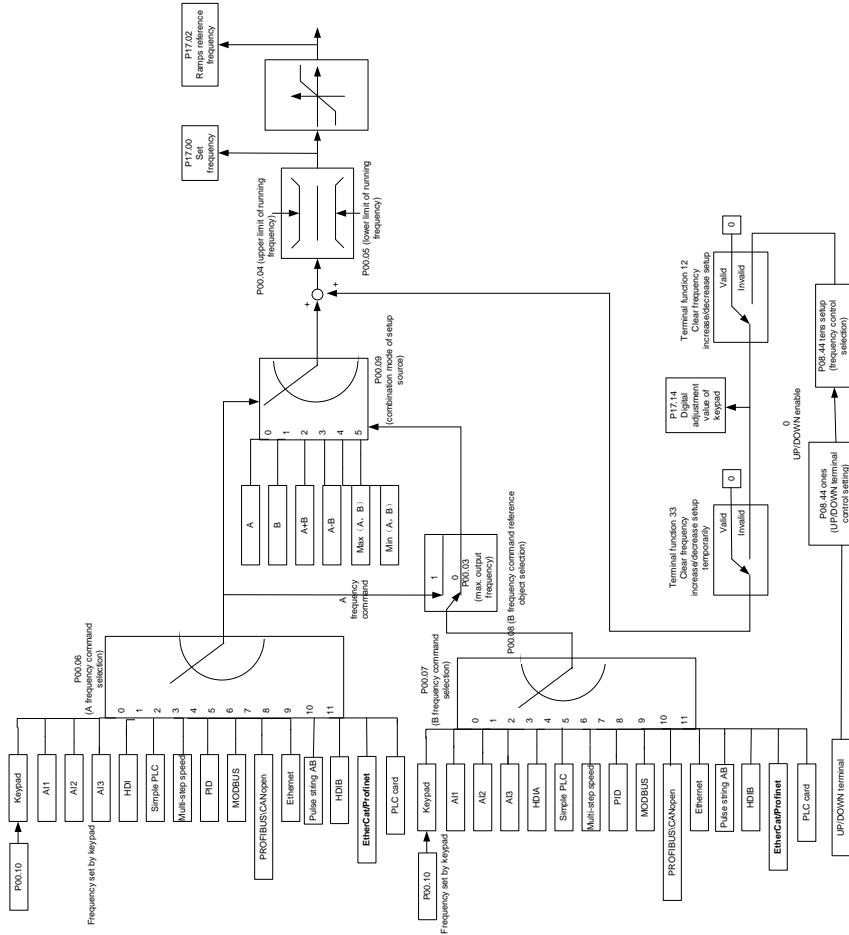 P17.02
Ramps reference
frequency
P17.00
Set
frequency
P00.04 (upper limit of running
frequency)
P00.05 (lower limit of running
frequency)
+
+
P00.06
(A frequency command
selection)
0
1
2
3
4
5
6
7
8
9
10
11
Keypad
AI1
AI2
AI3
HDI
Simple PLC
Multi-step speed
PID
MODBUS
PROFIBUS\CANopen
Ethernet
Pulse string AB
HDIB
EtherCat/Profinet
PLC card
P00.10
Frequency set by keypad
A
B
A+B
A-B
Max（A，B）
Min（A，B）
0
1
2
3
4
5
P00.09
(combination mode of setup
source)
A
frequency
command
1
0
P00.03
(max. output
frequency)
P00.08 (B frequency command reference
object selection)
P00.07
(B frequency command
selection)
0
1
2
3
4
5
6
7
8
9
10
11
Keypad
AI1
AI2
AI3
HDIA
Simple PLC
Multi-step speed
PID
MODBUS
PROFIBUS\CANopen
Ethernet
Pulse string AB
HDIB
EtherCat/Profinet
PLC card
P00.10
Frequency set by keypad
Terminal function 33
Clear frequency
increase/decrease setup
temporarily
Valid
Invalid
0
P17.14
Digital
adjustment
value of
keypad
Terminal function 12
Clear frequency
increase/decrease setup
Valid
Invalid
0
UP/DOWN terminal
P08.44 ones
(UP/DOWN terminal
control setting)
0
UP/DOWN enable
P08.44 tens setup
(frequency control
selection)